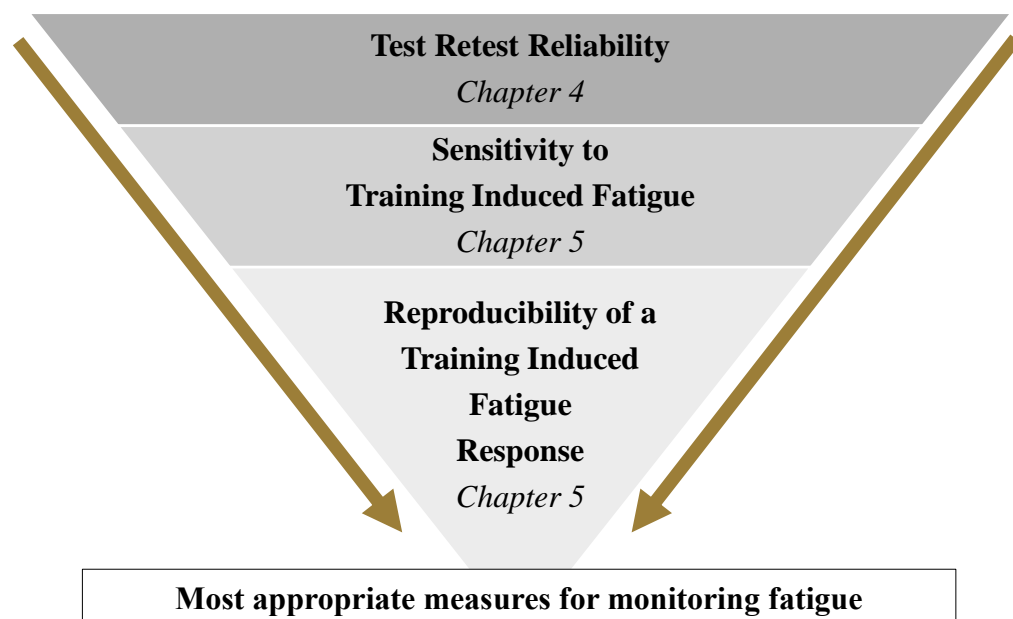 Test Retest Reliability
Chapter 4
Sensitivity to
Training Induced Fatigue
Chapter 5
Reproducibility of a
Training Induced
Fatigue
Response
Chapter 5
Most appropriate measures for monitoring fatigue